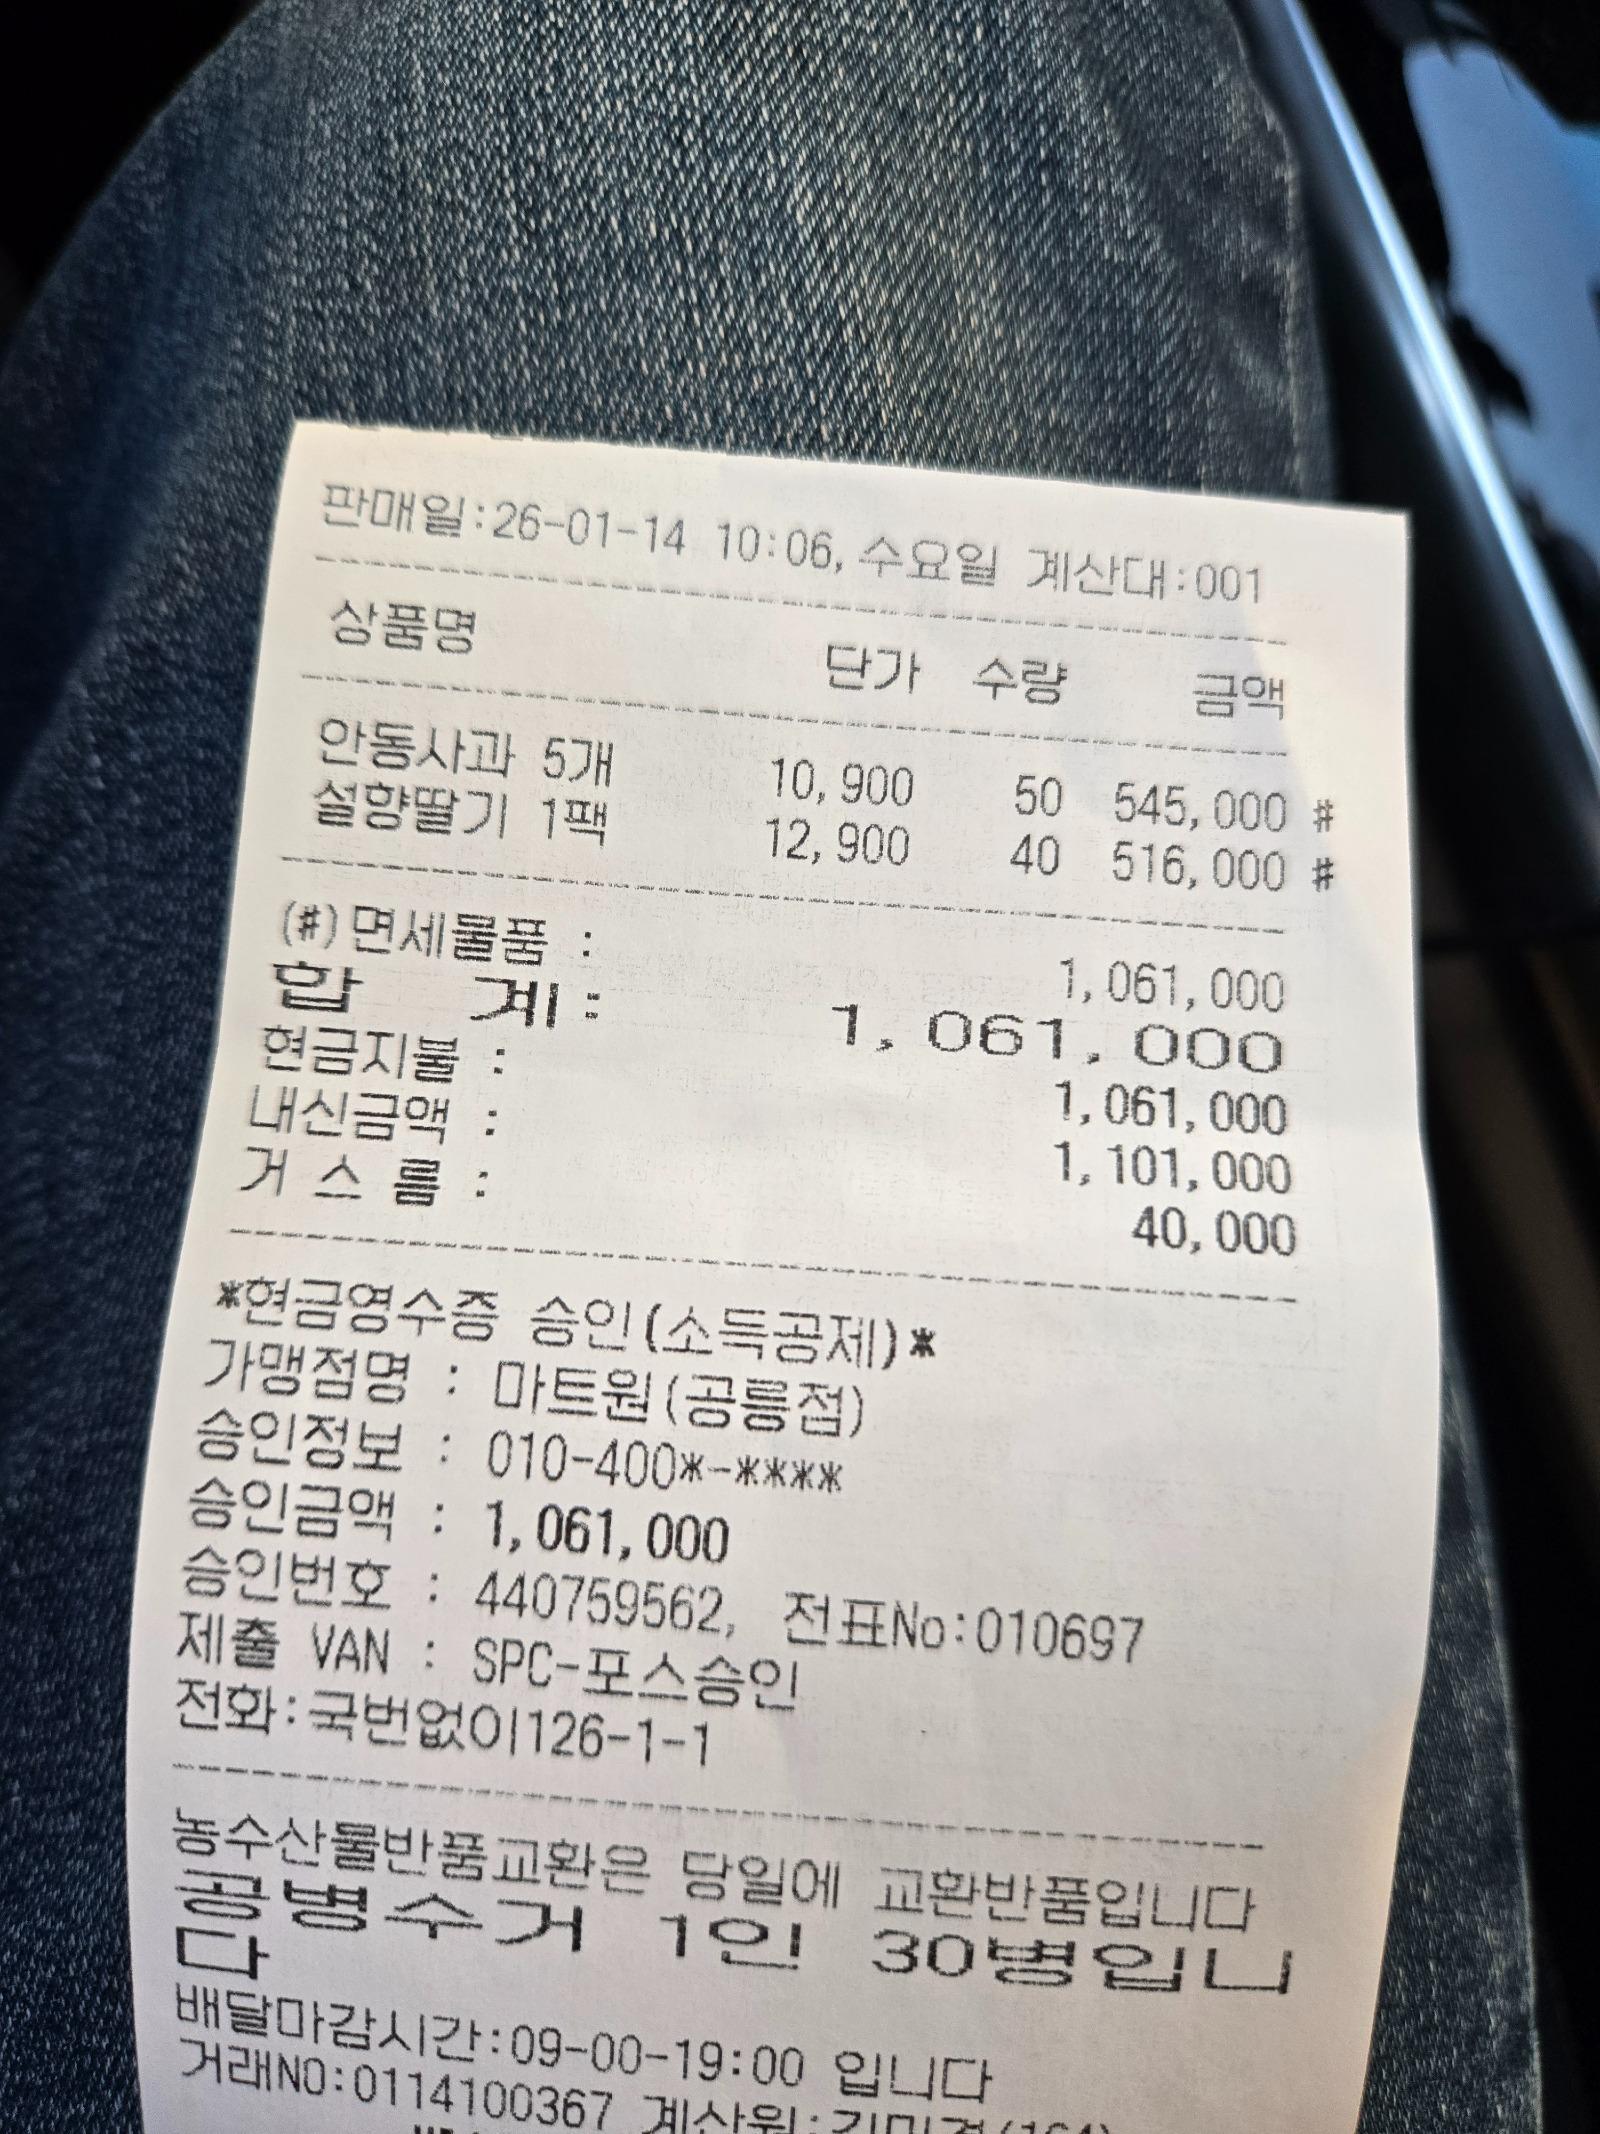 판매일:26-01-14 10:06, 수요일 계산대:001
상품명 단가 수량 금액
안동사과 5개 10,900 50 545,000 #
설향딸기 1팩 12,900 40 516,000 #
(#)면세물품 : 1,061,000
합 계: 1,061,000
현금지불 : 1,061,000
내신금액 : 1,101,000
거 스 름 : 40,000
*현금영수증 승인(소득공제)*
가맹점명 : 마트원(공릉점)
승인정보 : 010-400*-****
승인금액 : 1,061,000
승인번호 : 440759562, 전표No:010697
제출 VAN : SPC-포스승인
전화:국번없이126-1-1
농수산물반품교환은 당일에 교환반품입니다
공병수거 1인 30병입니
다
배달마감시간:09-00-19:00 입니다
거래NO:0114100367 계산원: